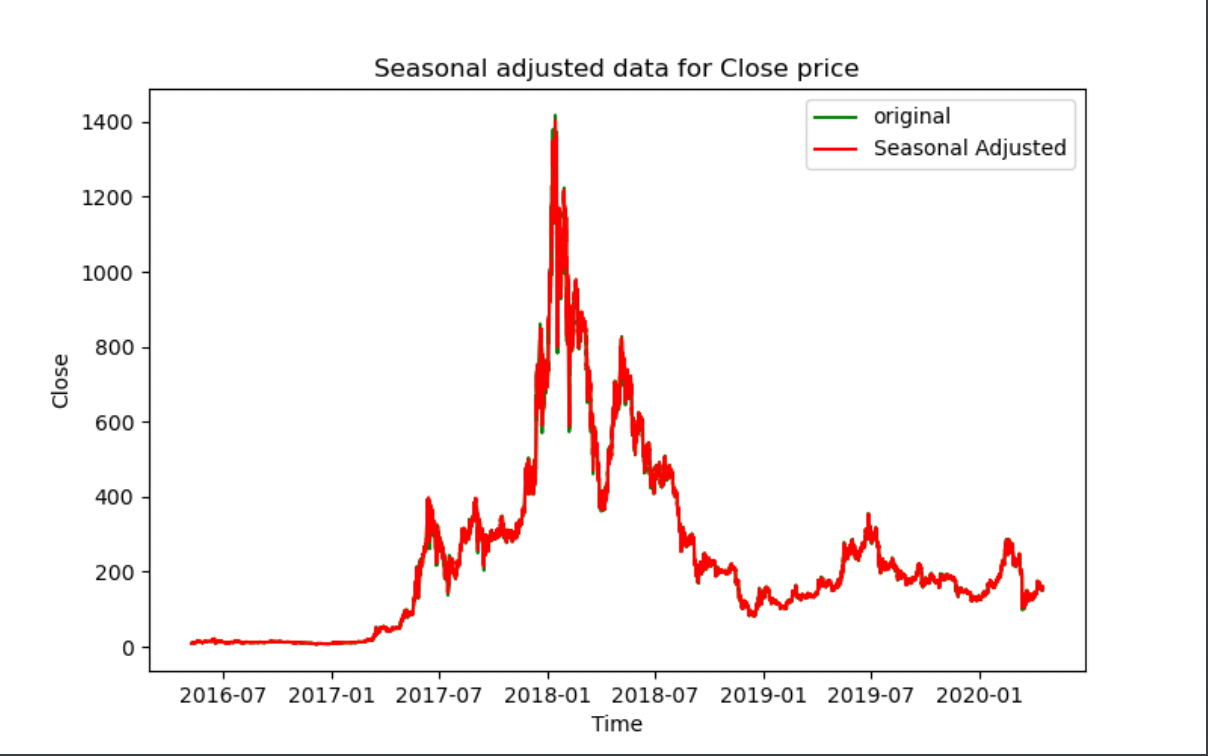 Seasonal adjusted data for Close price
original
Seasonal Adjusted
1400
1200
1000
800
600
400
200
0
Close
2016-07 2017-01 2017-07 2018-01 2018-07 2019-01 2019-07 2020-01
Time